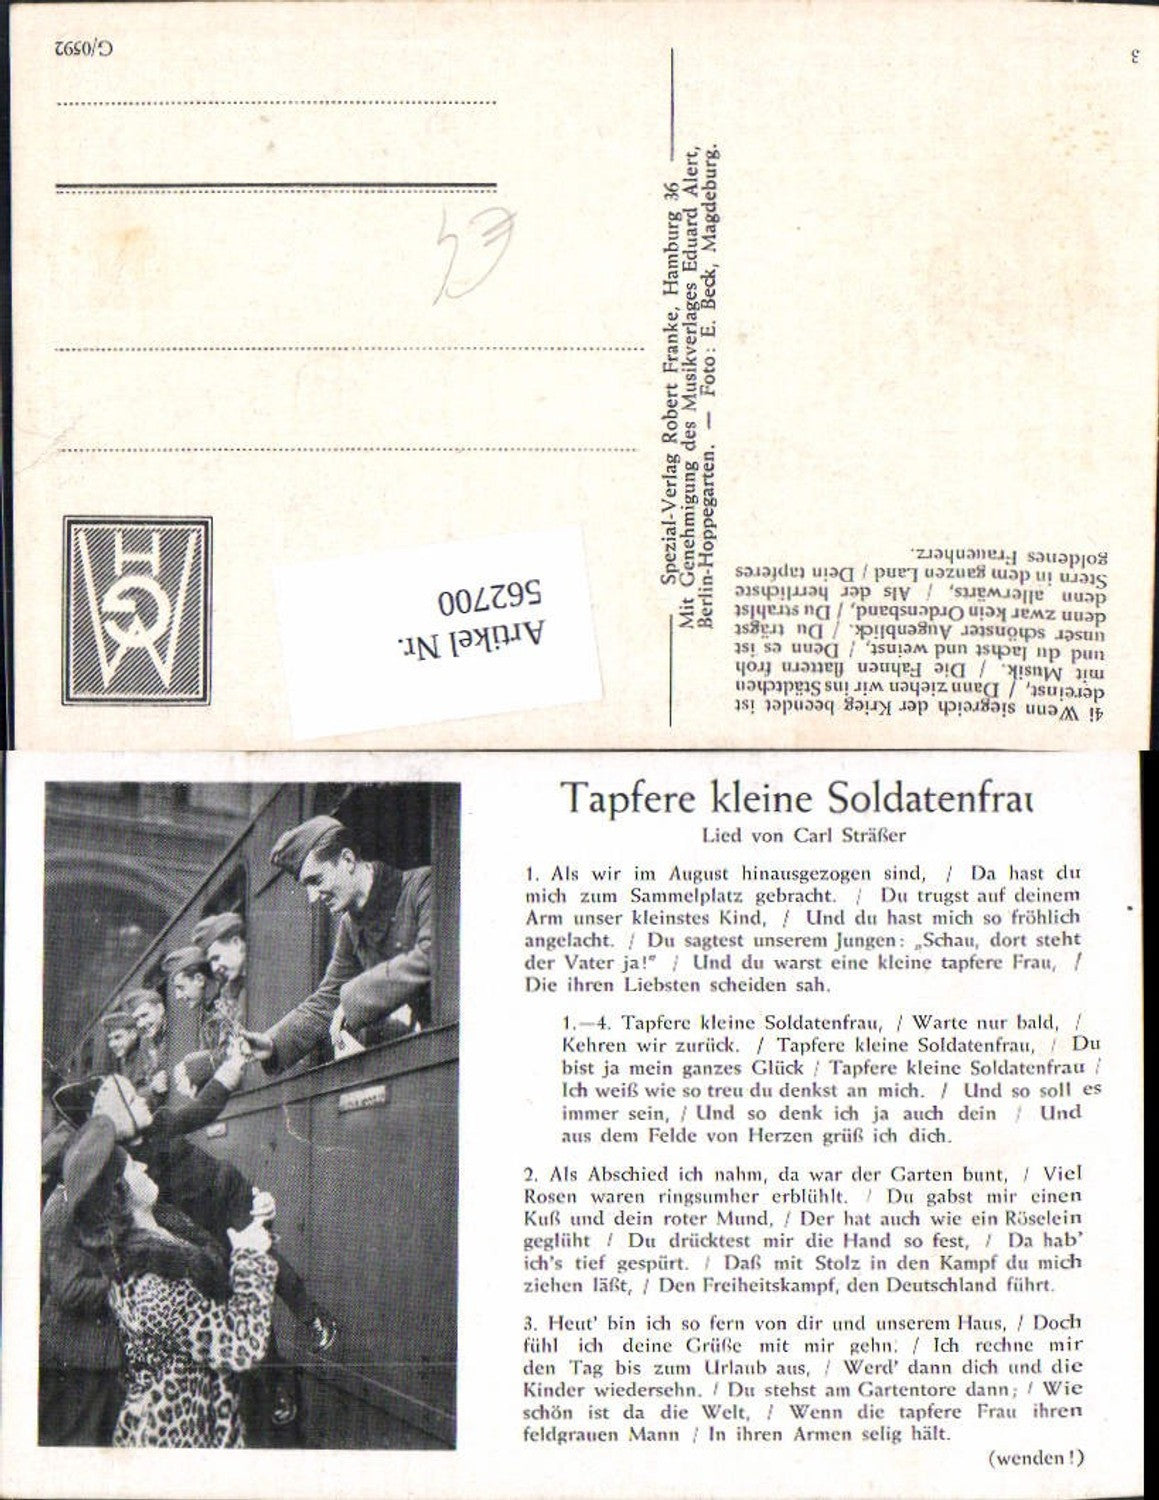 G/0592
3
Spezial-Verlag Robert Franke, Hamburg 36
Mit Genehmigung des Musikverlages Eduard Alert,
Berlin-Hoppegarten. — Foto: E. Beck, Magdeburg.
Artikel Nr.
562700
4. Wenn siegreich der Krieg beendet ist
dereinst, / Dann ziehen wir ins Städtchen
mit Musik. / Die Fahnen flattern froh
und du lachst und weinst, / Denn es ist
unser schönster Augenblick. / Du trägst
denn zwar kein Ordensband, / Du strahlst
denn allerwärts, / Als der herrlichste
Stern in dem ganzen Land / Dein tapferes
goldenes Frauenherz.
Tapfere kleine Soldatenfrau
Lied von Carl Sträßer
1. Als wir im August hinausgezogen sind, / Da hast du
mich zum Sammelplatz gebracht. / Du trugst auf deinem
Arm unser kleinstes Kind, / Und du hast mich so fröhlich
angelacht. / Du sagtest unserem Jungen: „Schau, dort steht
der Vater ja!" / Und du warst eine kleine tapfere Frau, /
Die ihren Liebsten scheiden sah.
1.—4. Tapfere kleine Soldatenfrau, / Warte nur bald, /
Kehren wir zurück. / Tapfere kleine Soldatenfrau, / Du
bist ja mein ganzes Glück / Tapfere kleine Soldatenfrau /
Ich weiß wie so treu du denkst an mich. / Und so soll es
immer sein, / Und so denk ich ja auch dein / Und
aus dem Felde von Herzen grüß ich dich.
2. Als Abschied ich nahm, da war der Garten bunt, / Viel
Rosen waren ringsumher erblühlt. / Du gabst mir einen
Kuß und dein roter Mund, / Der hat auch wie ein Röselein
geglüht / Du drücktest mir die Hand so fest, / Da hab'
ich's tief gespürt. / Daß mit Stolz in den Kampf du mich
ziehen läßt, / Den Freiheitskampf, den Deutschland führt.
3. Heut' bin ich so fern von dir und unserem Haus, / Doch
fühl ich deine Grüße mit mir gehn. / Ich rechne mir
den Tag bis zum Urlaub aus, / Werd' dann dich und die
Kinder wiedersehn. / Du stehst am Gartentore dann; / Wie
schön ist da die Welt, / Wenn die tapfere Frau ihren
feldgrauen Mann / In ihren Armen selig hält.
(wenden!)